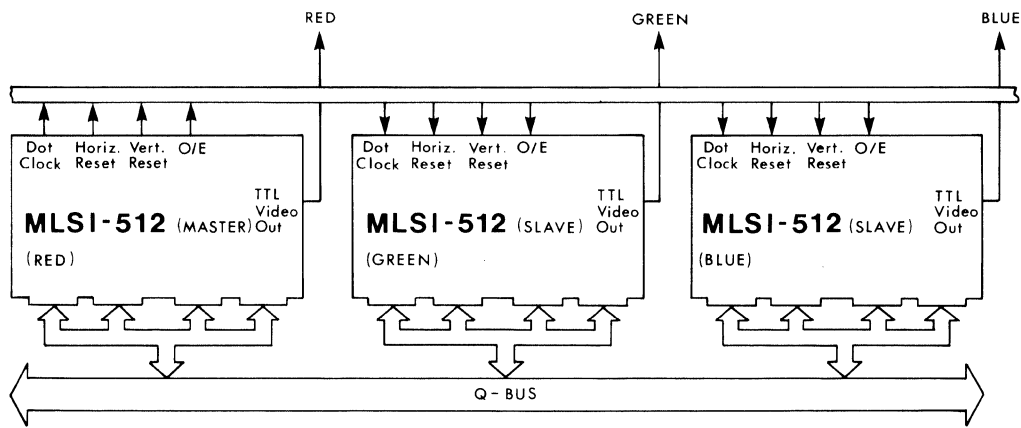 RED
GREEN
BLUE
Dot Clock
Horiz. Reset
Vert. Reset
O/E
TTL Video Out
MLSI-512 (MASTER)
(RED)
Dot Clock
Horiz. Reset
Vert. Reset
O/E
TTL Video Out
MLSI-512 (SLAVE)
(GREEN)
Dot Clock
Horiz. Reset
Vert. Reset
O/E
TTL Video Out
MLSI-512 (SLAVE)
(BLUE)
Q-BUS